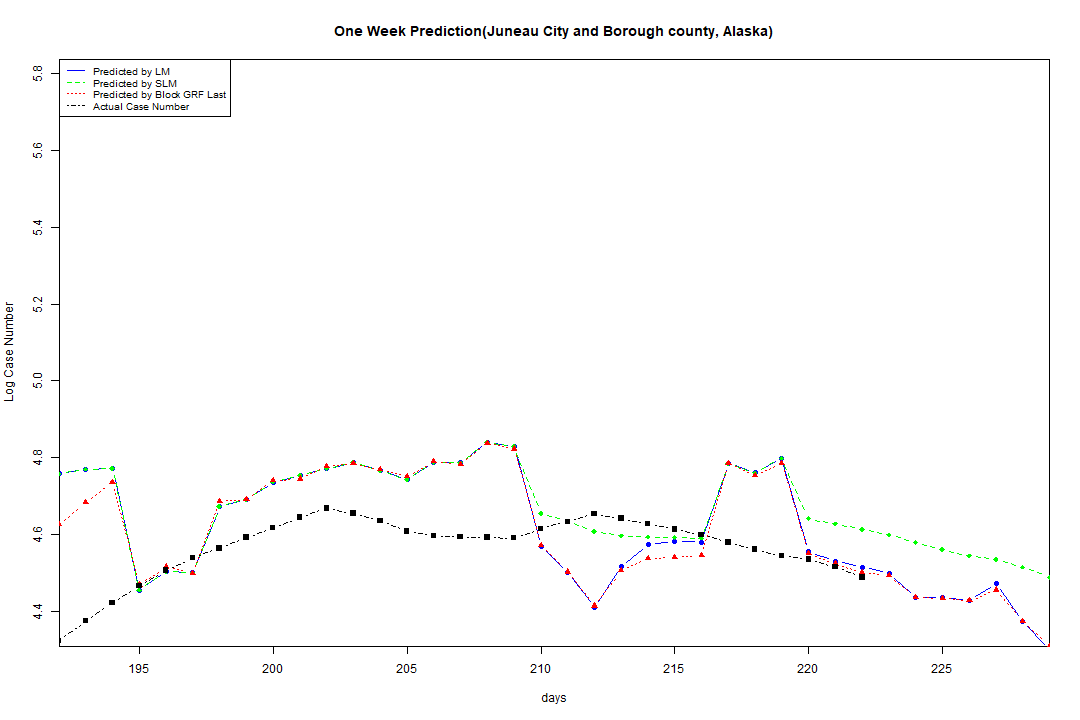 One Week Prediction(Juneau City and Borough county, Alaska)
Predicted by LM
Predicted by SLM
Predicted by Block GRF Last
Actual Case Number
5.8
5.6
5.4
5.2
5.0
4.8
4.6
4.4
Log Case Number
195 200 205 210 215 220 225
days